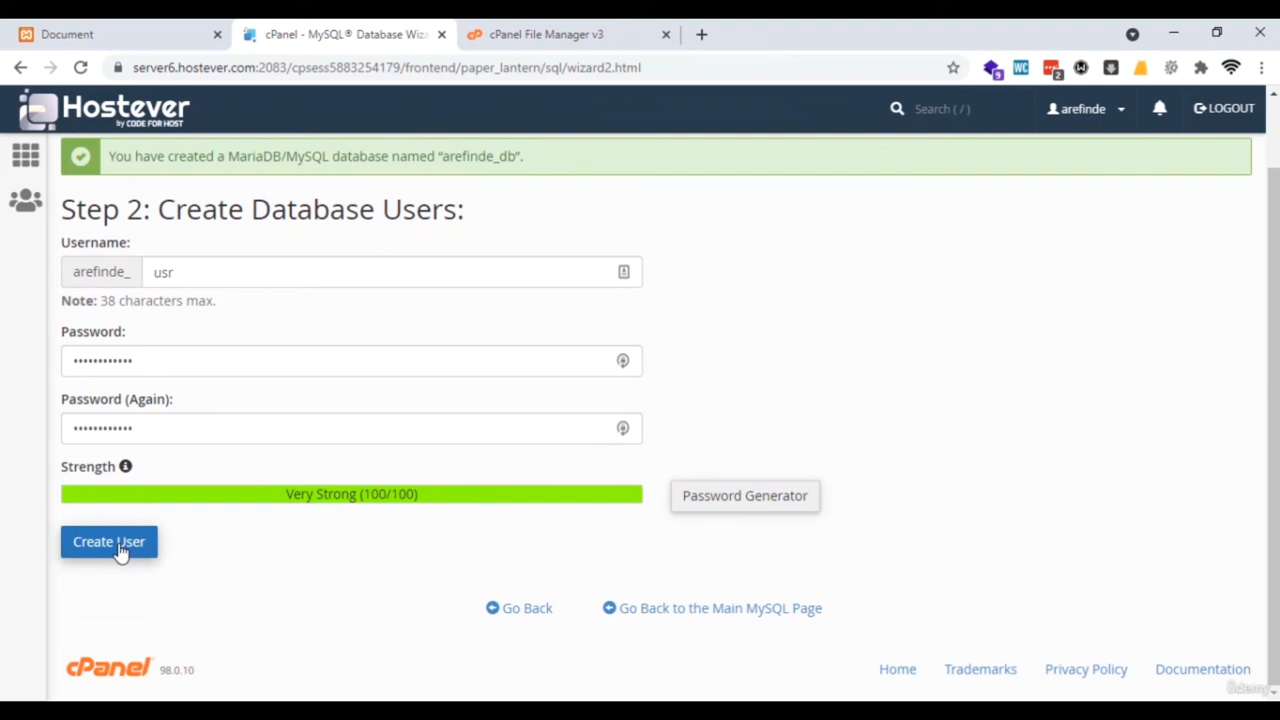 Document
cPanel - MySQL® Database Wiz
cPanel File Manager v3
server6.hostever.com:2083/cpsess5883254179/frontend/paper_lantern/sql/wizard2.html
9
WC
2
Hostever
by CODE FOR HOST
Search ( / )
arefinde
LOGOUT
You have created a MariaDB/MySQL database named “arefinde_db”.
Step 2: Create Database Users:
Username:
arefinde_ usr
Note: 38 characters max.
Password:
••••••••••••
Password (Again):
••••••••••••
Strength
Very Strong (100/100)
Password Generator
Create User
Go Back
Go Back to the Main MySQL Page
cPanel 98.0.10
Home
Trademarks
Privacy Policy
Documentation
ûdemy